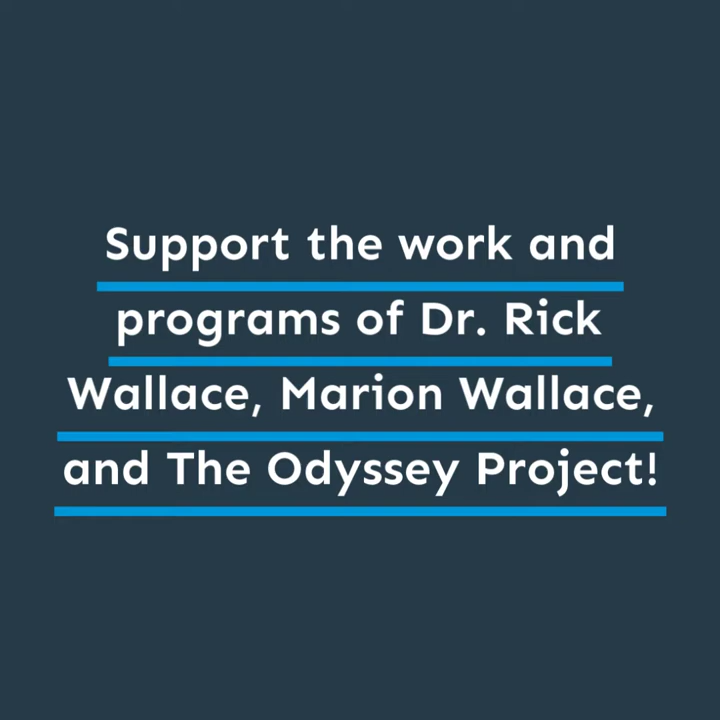 Support the work and
programs of Dr. Rick
Wallace, Marion Wallace,
and The Odyssey Project!